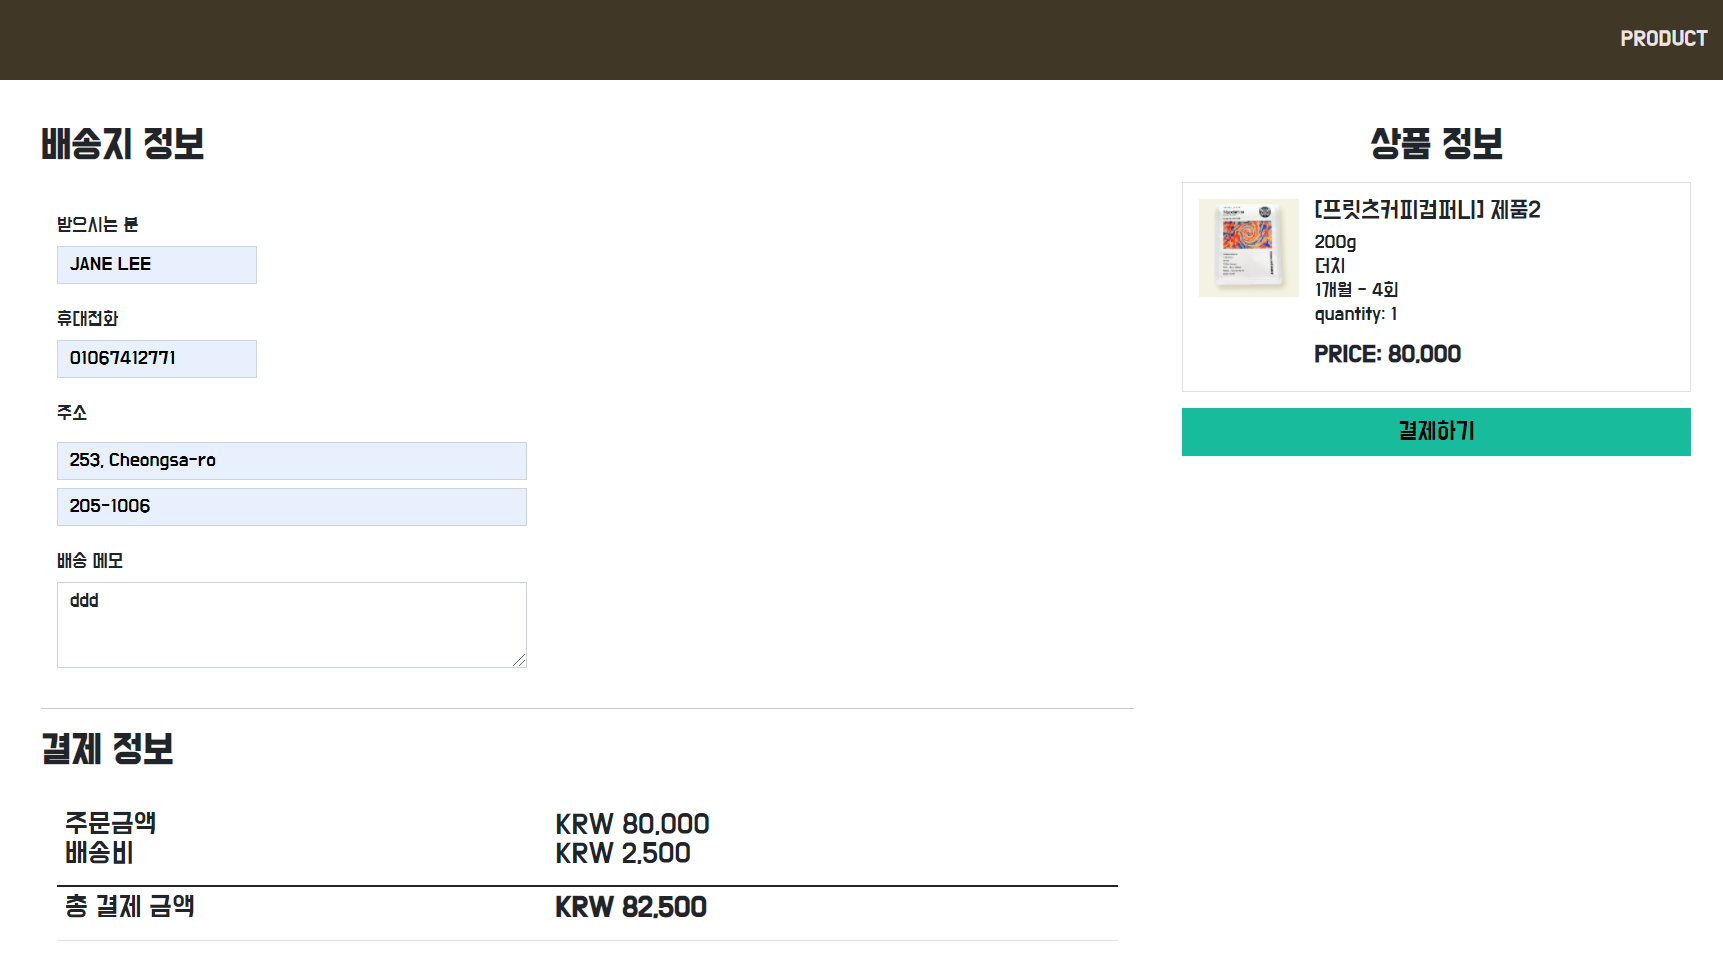 PRODUCT
배송지 정보
받으시는 분
JANE LEE
휴대전화
01067412771
주소
253, Cheongsa-ro
205-1006
배송 메모
ddd
결제 정보
주문금액 KRW 80,000
배송비 KRW 2,500
총 결제 금액 KRW 82,500
상품 정보
[프릿츠커피컴퍼니] 제품2
200g
더치
1개월 - 4회
quantity: 1
PRICE: 80,000
결제하기